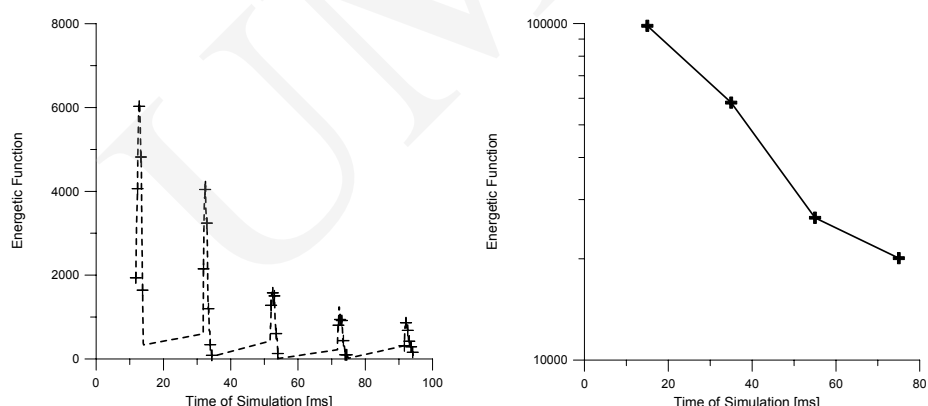 8000
6000
4000
2000
0
Energetic Function
0 20 40 60 80 100
Time of Simulation [ms]
100000
10000
Energetic Function
0 20 40 60 80
Time of Simulation [ms]
UM